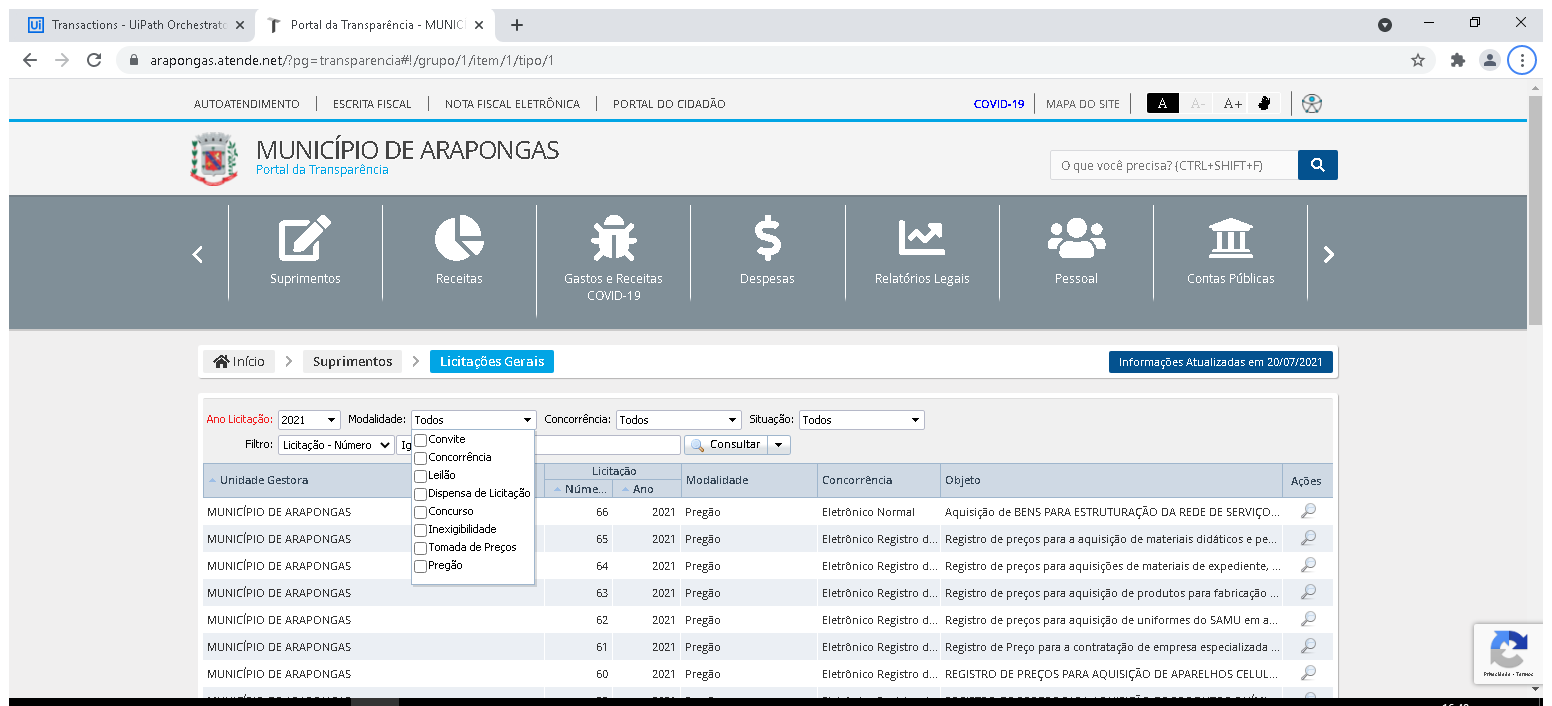 Transactions - UiPath Orchestrato
Portal da Transparência - MUNIC
arapongas.atende.net/?pg=transparencia#!/grupo/1/item/1/tipo/1
AUTOATENDIMENTO ESCRITA FISCAL NOTA FISCAL ELETRÔNICA PORTAL DO CIDADÃO COVID-19 MAPA DO SITE A A- A+
MUNICÍPIO DE ARAPONGAS
Portal da Transparência
O que você precisa? (CTRL+SHIFT+F)
Suprimentos Receitas Gastos e Receitas COVID-19 Despesas Relatórios Legais Pessoal Contas Públicas
Início > Suprimentos > Licitações Gerais Informações Atualizadas em 20/07/2021
Ano Licitação: 2021 Modalidade: Todos Concorrência: Todos Situação: Todos
Filtro: Licitação - Número Ig Consultar
Convite
Concorrência
Leilão
Dispensa de Licitação
Concurso
Inexigibilidade
Tomada de Preços
Pregão
Unidade Gestora Licitação Núme... Ano Modalidade Concorrência Objeto Ações
MUNICÍPIO DE ARAPONGAS 66 2021 Pregão Eletrônico Normal Aquisição de BENS PARA ESTRUTURAÇÃO DA REDE DE SERVIÇO...
MUNICÍPIO DE ARAPONGAS 65 2021 Pregão Eletrônico Registro d... Registro de preços para a aquisição de materiais didáticos e pe...
MUNICÍPIO DE ARAPONGAS 64 2021 Pregão Eletrônico Registro d... Registro de preços para aquisições de materiais de expediente, ...
MUNICÍPIO DE ARAPONGAS 63 2021 Pregão Eletrônico Registro d... Registro de preços para aquisição de produtos para fabricação ...
MUNICÍPIO DE ARAPONGAS 62 2021 Pregão Eletrônico Registro d... Registro de preços para aquisição de uniformes do SAMU em a...
MUNICÍPIO DE ARAPONGAS 61 2021 Pregão Eletrônico Registro d... Registro de Preço para a contratação de empresa especializada ...
MUNICÍPIO DE ARAPONGAS 60 2021 Pregão Eletrônico Registro d... REGISTRO DE PREÇOS PARA AQUISIÇÃO DE APARELHOS CELUL...
Privacidade - Termos